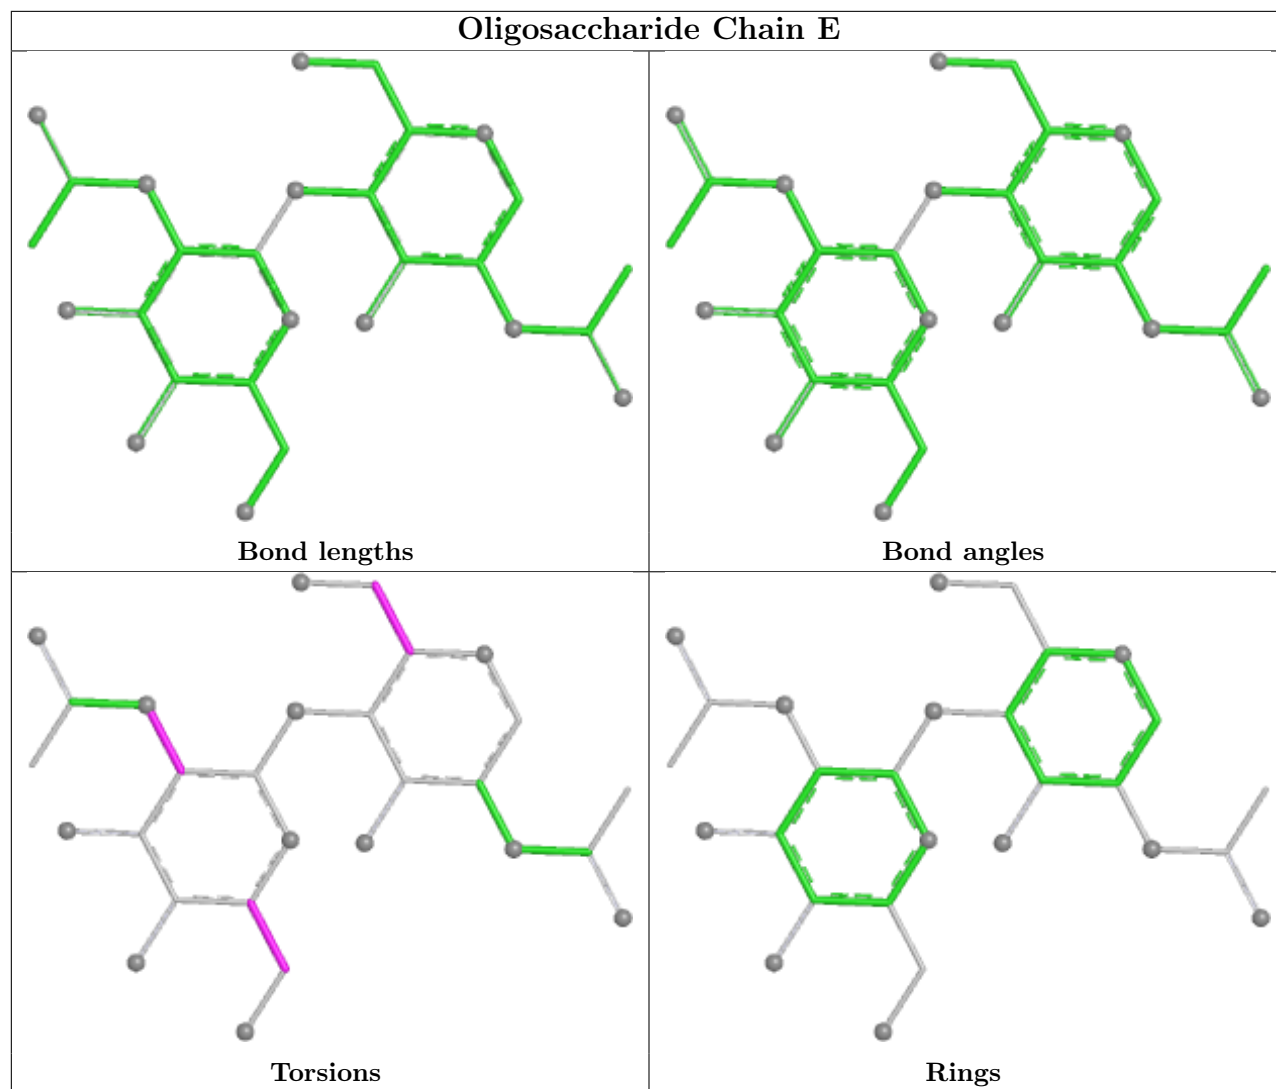 Oligosaccharide Chain E
Bond lengths
Bond angles
Torsions
Rings